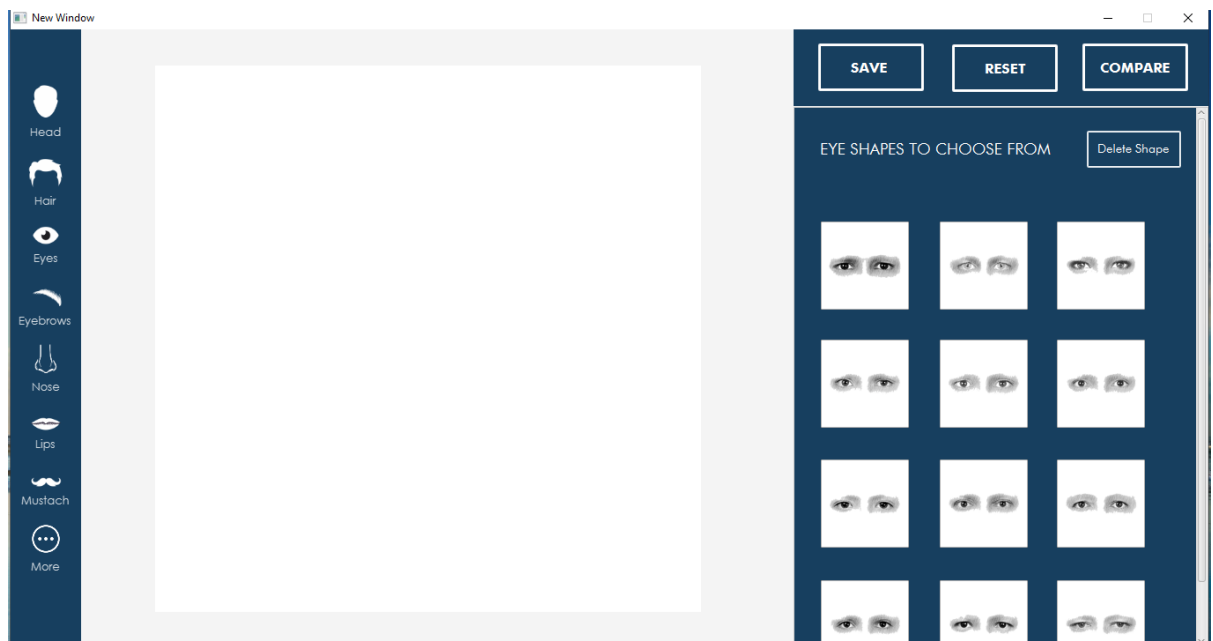 New Window
SAVE
RESET
COMPARE
Head
Hair
Eyes
Eyebrows
Nose
Lips
Mustach
More
EYE SHAPES TO CHOOSE FROM
Delete Shape